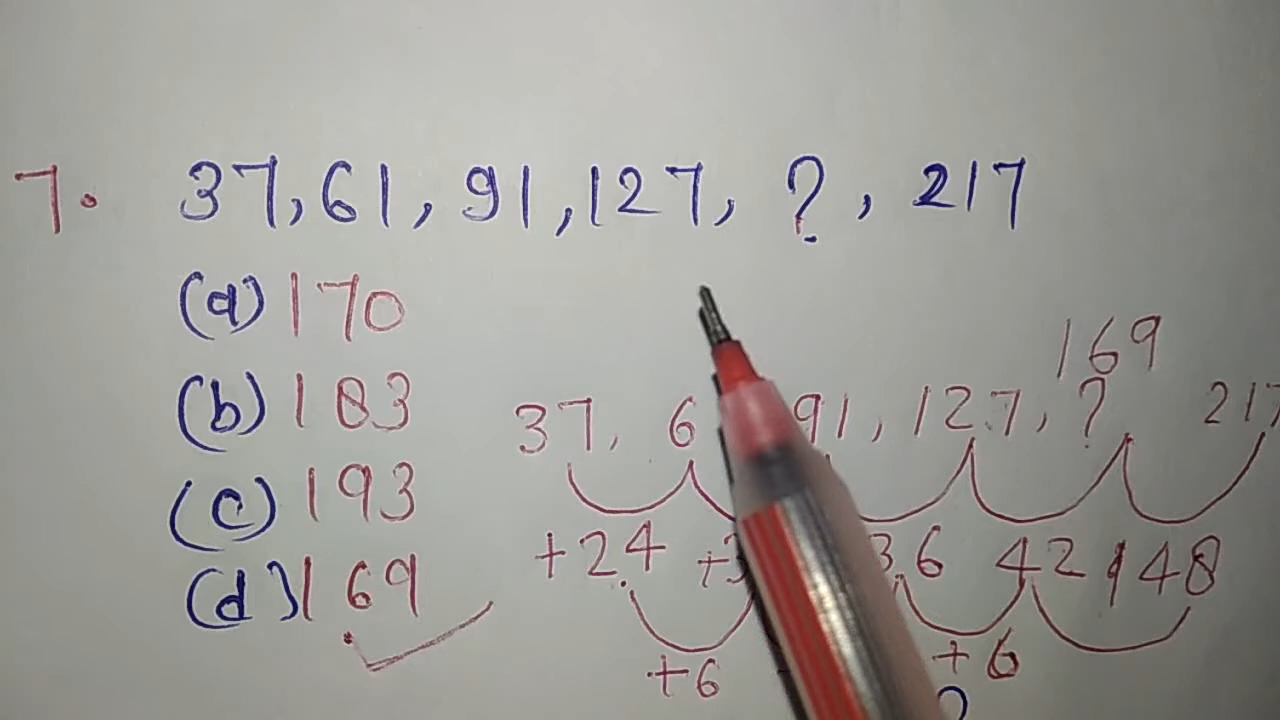 7. 37, 61, 91, 127, ?, 217
(a) 170
(b) 183
(c) 193
(d) 169
169
37, 6 91, 127, ? 217
+24 +3 36 42 148
+6 +6